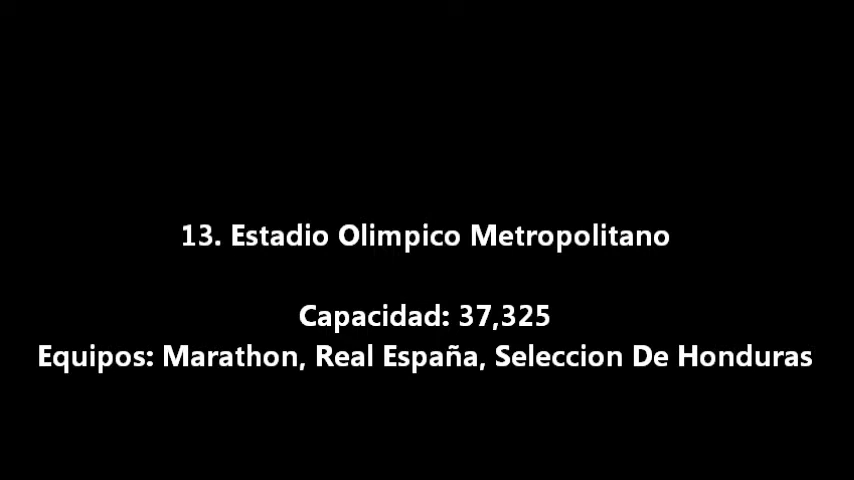 13. Estadio Olimpico Metropolitano
Capacidad: 37,325
Equipos: Marathon, Real España, Seleccion De Honduras